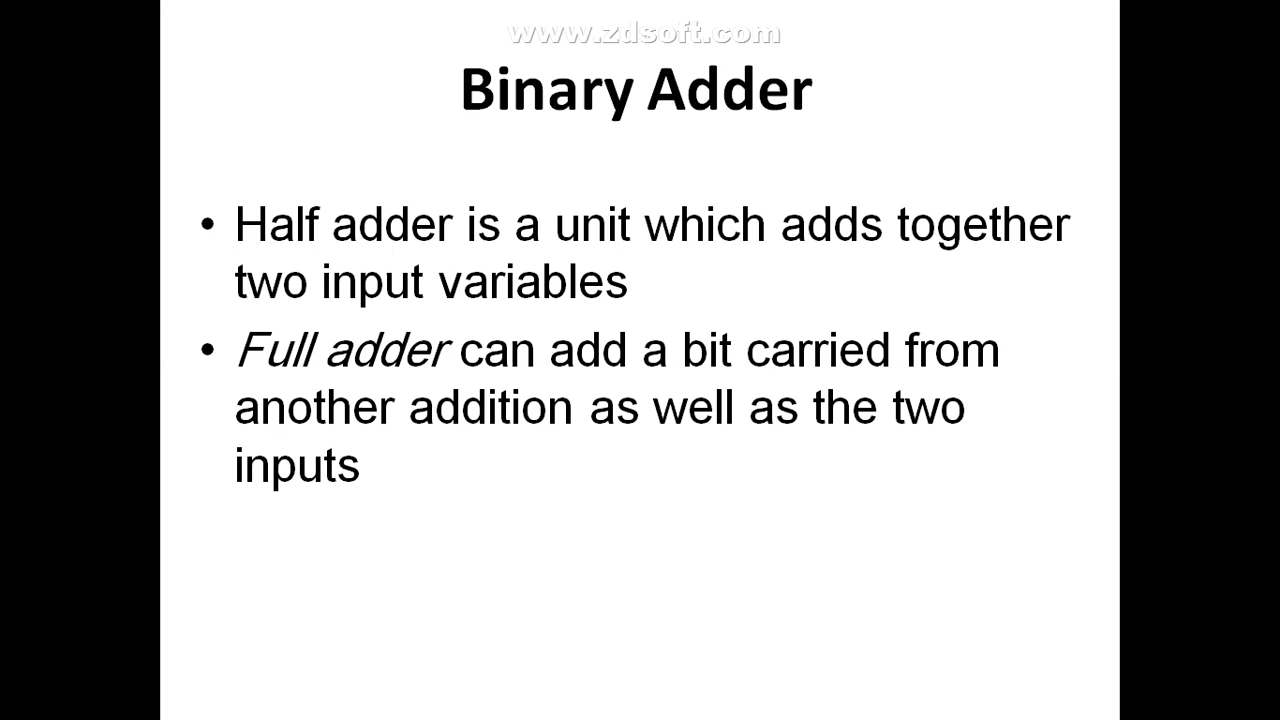 www.zdsoft.com
Binary Adder
• Half adder is a unit which adds together
two input variables
• Full adder can add a bit carried from
another addition as well as the two
inputs